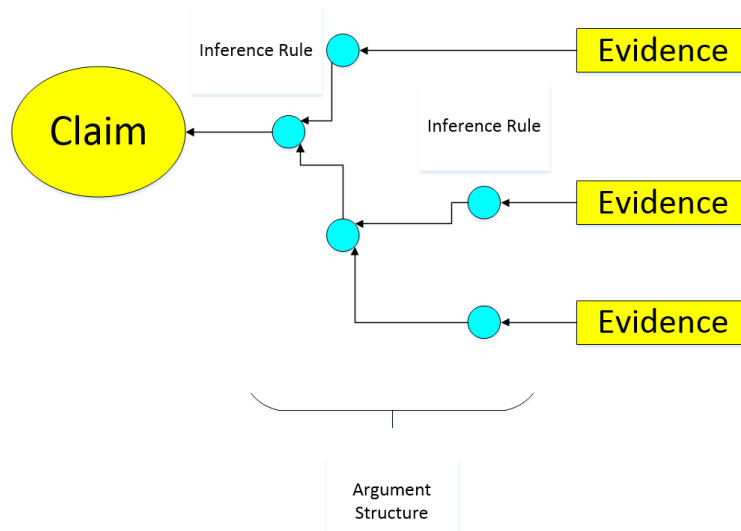 Inference Rule
Evidence
Claim
Inference Rule
Evidence
Evidence
Argument
Structure